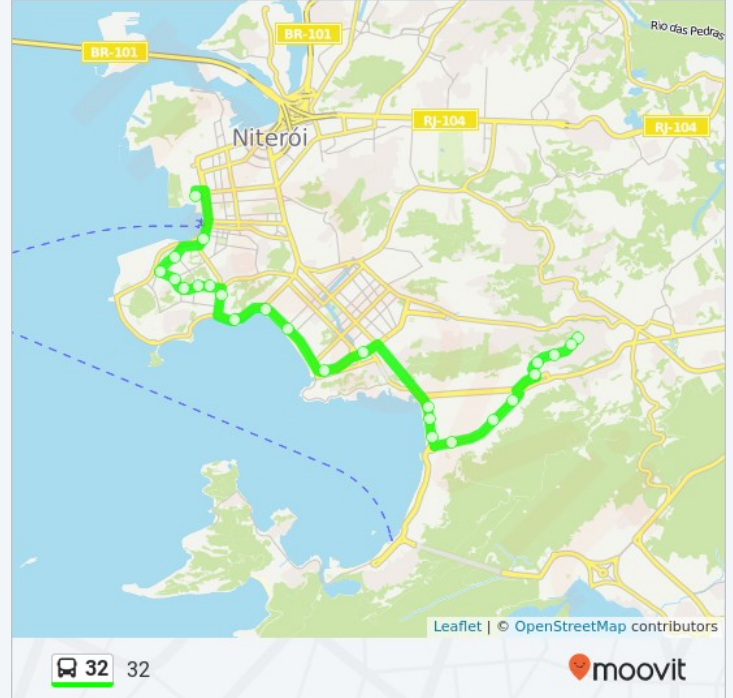 BR-101
BR-101
Rio das Pedras
RJ-104
RJ-104
Niterói
Leaflet | © OpenStreetMap contributors
32 32
moovit